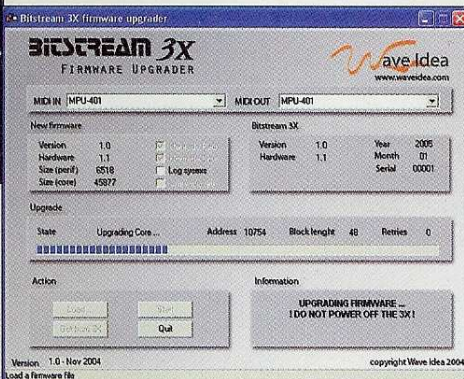 Bitstream 3X firmware upgrader
BITSTREAM 3X
FIRMWARE UPGRADER
Wave Idea
www.waveidea.com
MIDI IN MPU-401 MIDI OUT MPU-401
New firmware
Version 1.0
Hardware 1.1
Size (perif) 6518
Size (core) 45877
Log sysexs
Bitstream 3X
Version 1.0 Year 2005
Hardware 1.1 Month 01
Serial 00001
Upgrade
State Upgrading Core ... Address 10754 Block lenght 48 Retries 0
Action
Load Start
Get from 3X Quit
Information
UPGRADING FIRMWARE ...
! DO NOT POWER OFF THE 3X !
Version 1.0 - Nov 2004 copyright Wave Idea 2004
Load a firmware file